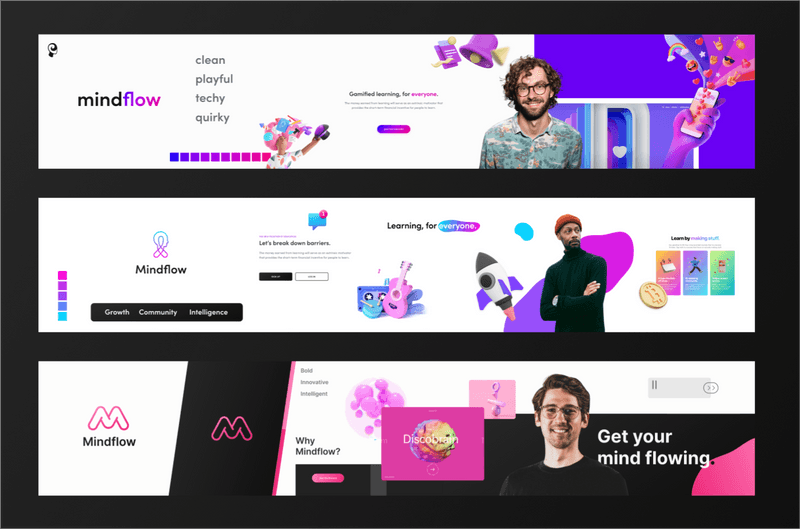 mindflow
clean
playful
techy
quirky
Gamified learning, for everyone.
Mindflow
Growth Community Intelligence
1
Let's break down barriers.
Learning, for everyone.
Learn by making stuff.
Mindflow
Bold
Innovative
Intelligent
Why
Mindflow?
Discobrain
Get your
mind flowing.